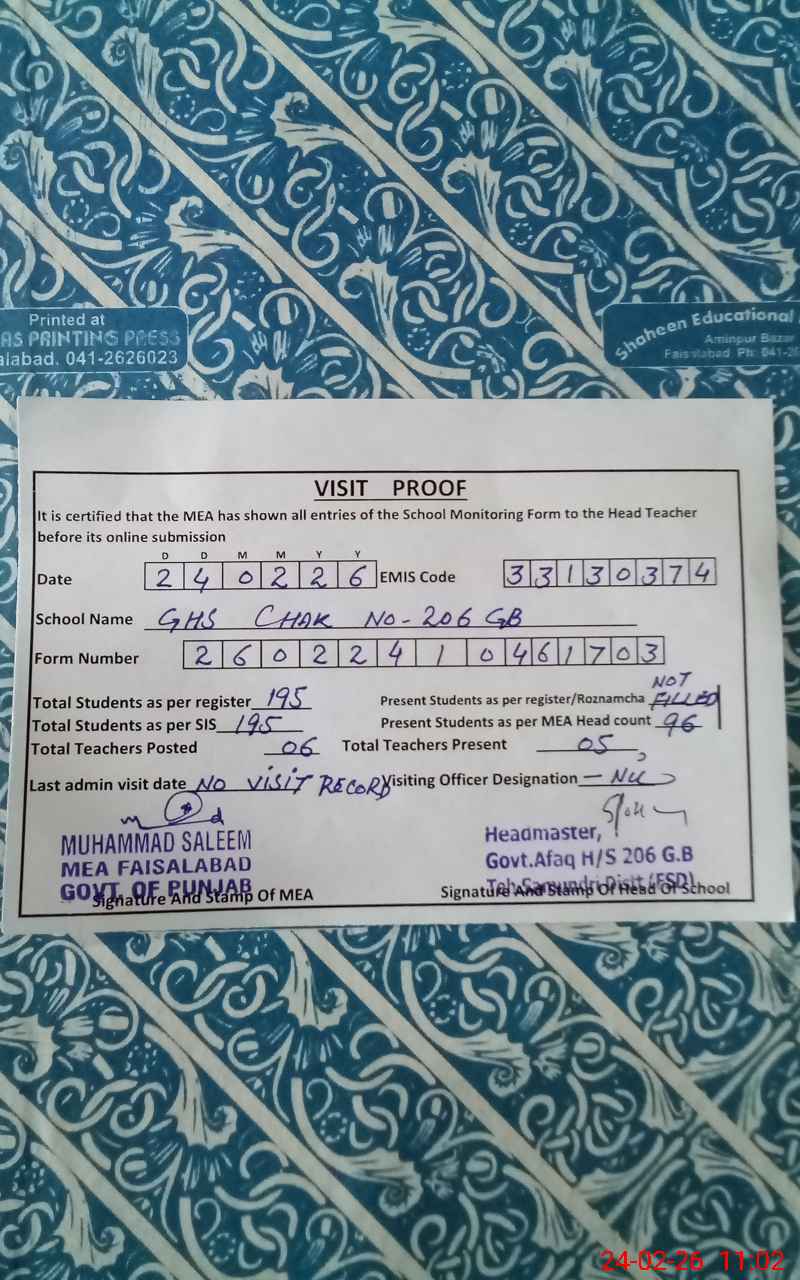 Printed at
AS PRINTING PRESS
alabad. 041-2626023
Shaheen Educational
Aminpur Bazar
Faisalabad. Ph: 041-26
VISIT PROOF
It is certified that the MEA has shown all entries of the School Monitoring Form to the Head Teacher
before its online submission
D D M M Y Y
Date 2 4 0 2 2 6 EMIS Code 3 3 1 3 0 3 7 4
School Name GHS CHAK NO-206 GB
Form Number 2 6 0 2 2 4 1 0 4 6 1 7 0 3
Total Students as per register 195 Present Students as per register/Roznamcha NOT FILLED
Total Students as per SIS 195 Present Students as per MEA Head count 96
Total Teachers Posted 06 Total Teachers Present 05
Last admin visit date NO VISIT RECORD Visiting Officer Designation — Nil
MUHAMMAD SALEEM
MEA FAISALABAD
GOVT. OF PUNJAB
Signature And Stamp Of MEA
Headmaster,
Govt.Afaq H/S 206 G.B
Teh Samundri Distt (FSD)
Signature And Stamp Of Head Of School
24-02-26 11:02